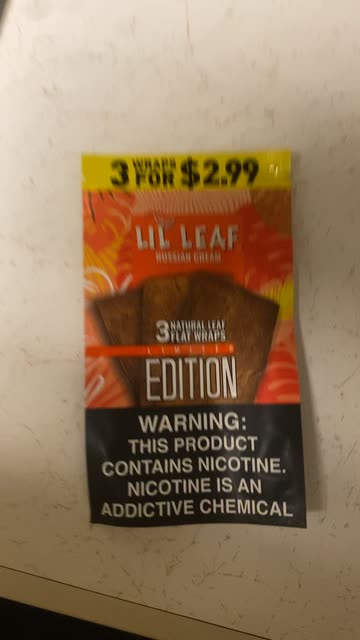 3 WRAPS FOR $2.99
LIL' LEAF
RUSSIAN CREAM
3 NATURAL LEAF
FLAT WRAPS
LIMITED
EDITION
WARNING:
THIS PRODUCT
CONTAINS NICOTINE.
NICOTINE IS AN
ADDICTIVE CHEMICAL